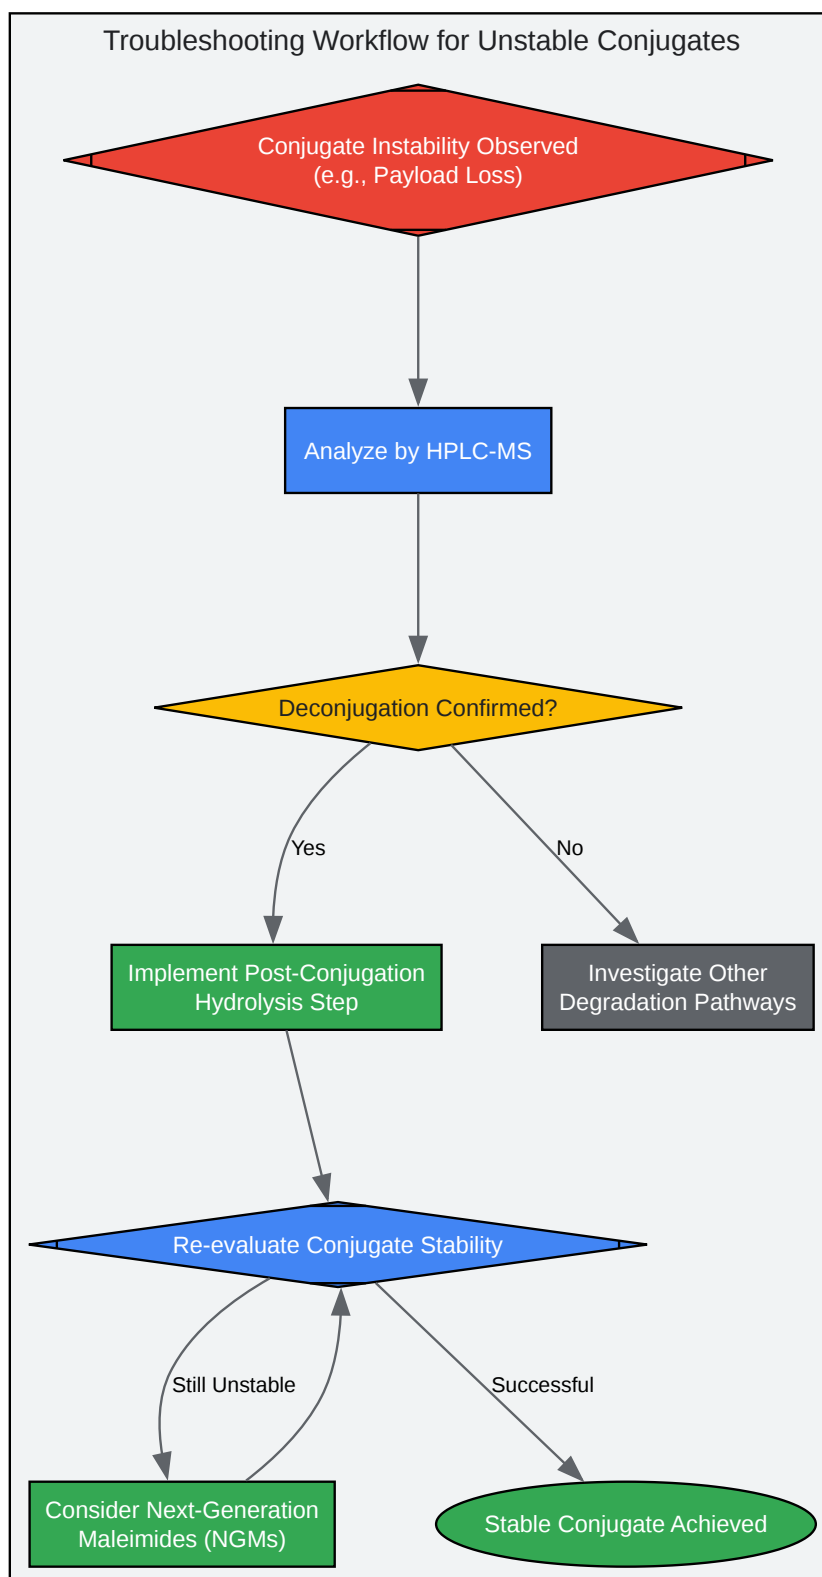 Troubleshooting Workflow for Unstable Conjugates
Conjugate Instability Observed
(e.g., Payload Loss)
Analyze by HPLC-MS
Deconjugation Confirmed?
Yes
No
Implement Post-Conjugation
Hydrolysis Step
Investigate Other
Degradation Pathways
Re-evaluate Conjugate Stability
Still Unstable
Successful
Consider Next-Generation
Maleimides (NGMs)
Stable Conjugate Achieved